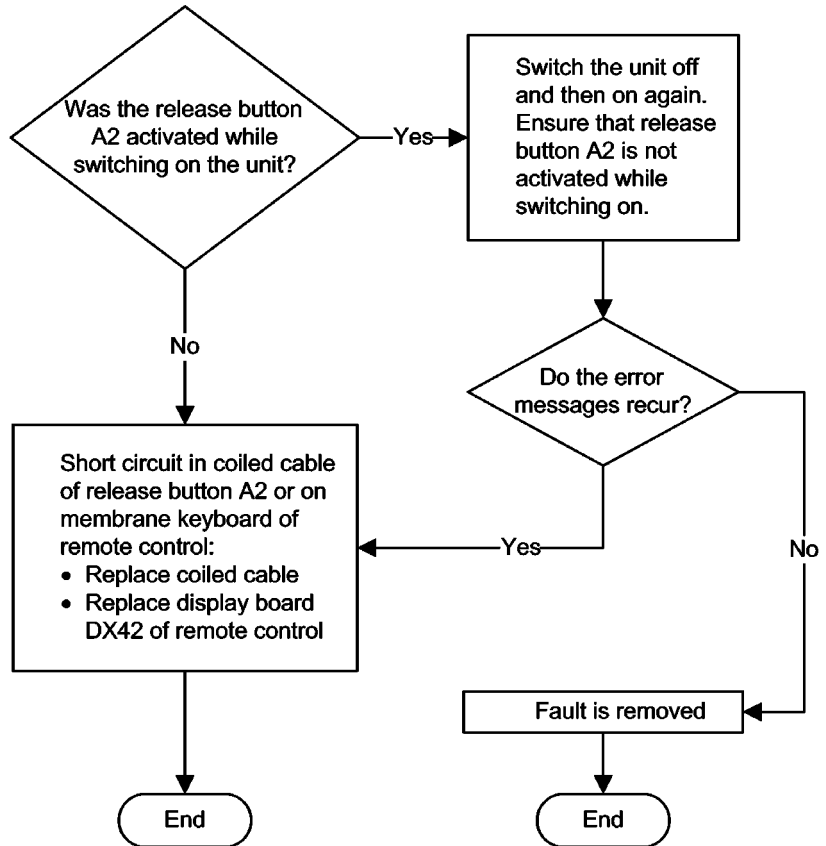 Was the release button
A2 activated while
switching on the unit?
Yes
Switch the unit off
and then on again.
Ensure that release
button A2 is not
activated while
switching on.
No
Do the error
messages recur?
Short circuit in coiled cable
of release button A2 or on
membrane keyboard of
remote control:
• Replace coiled cable
• Replace display board
DX42 of remote control
Yes
No
Fault is removed
End
End